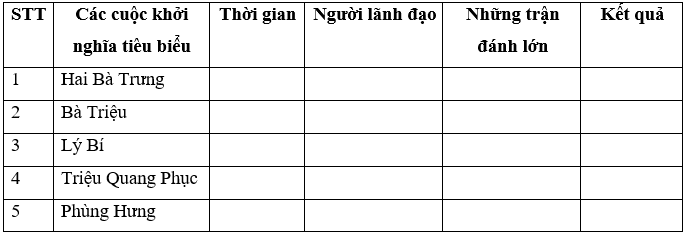 STT Các cuộc khởi nghĩa tiêu biểu Thời gian Người lãnh đạo Những trận đánh lớn Kết quả
1 Hai Bà Trưng
2 Bà Triệu
3 Lý Bí
4 Triệu Quang Phục
5 Phùng Hưng